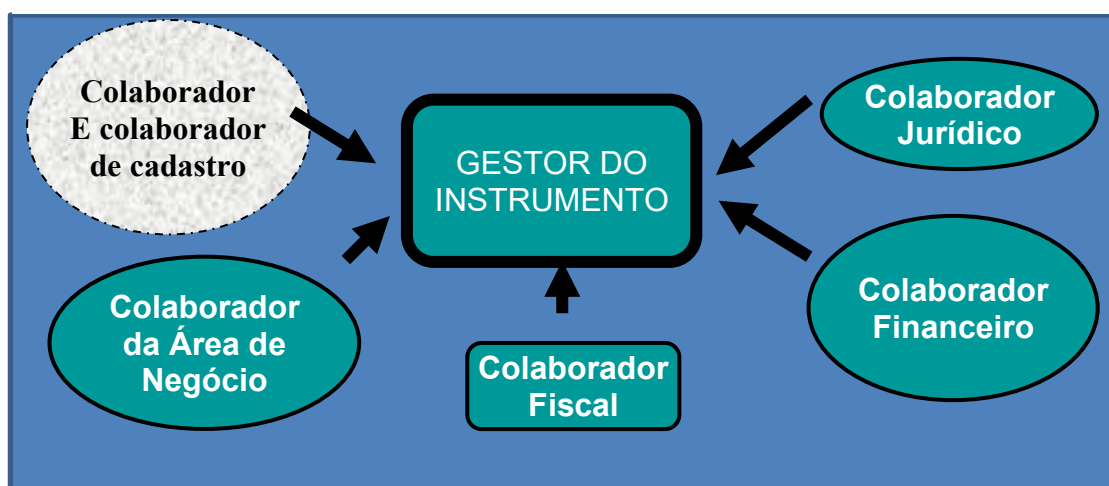 Colaborador
E colaborador
de cadastro
GESTOR DO
INSTRUMENTO
Colaborador
Jurídico
Colaborador
da Área de
Negócio
Colaborador
Fiscal
Colaborador
Financeiro